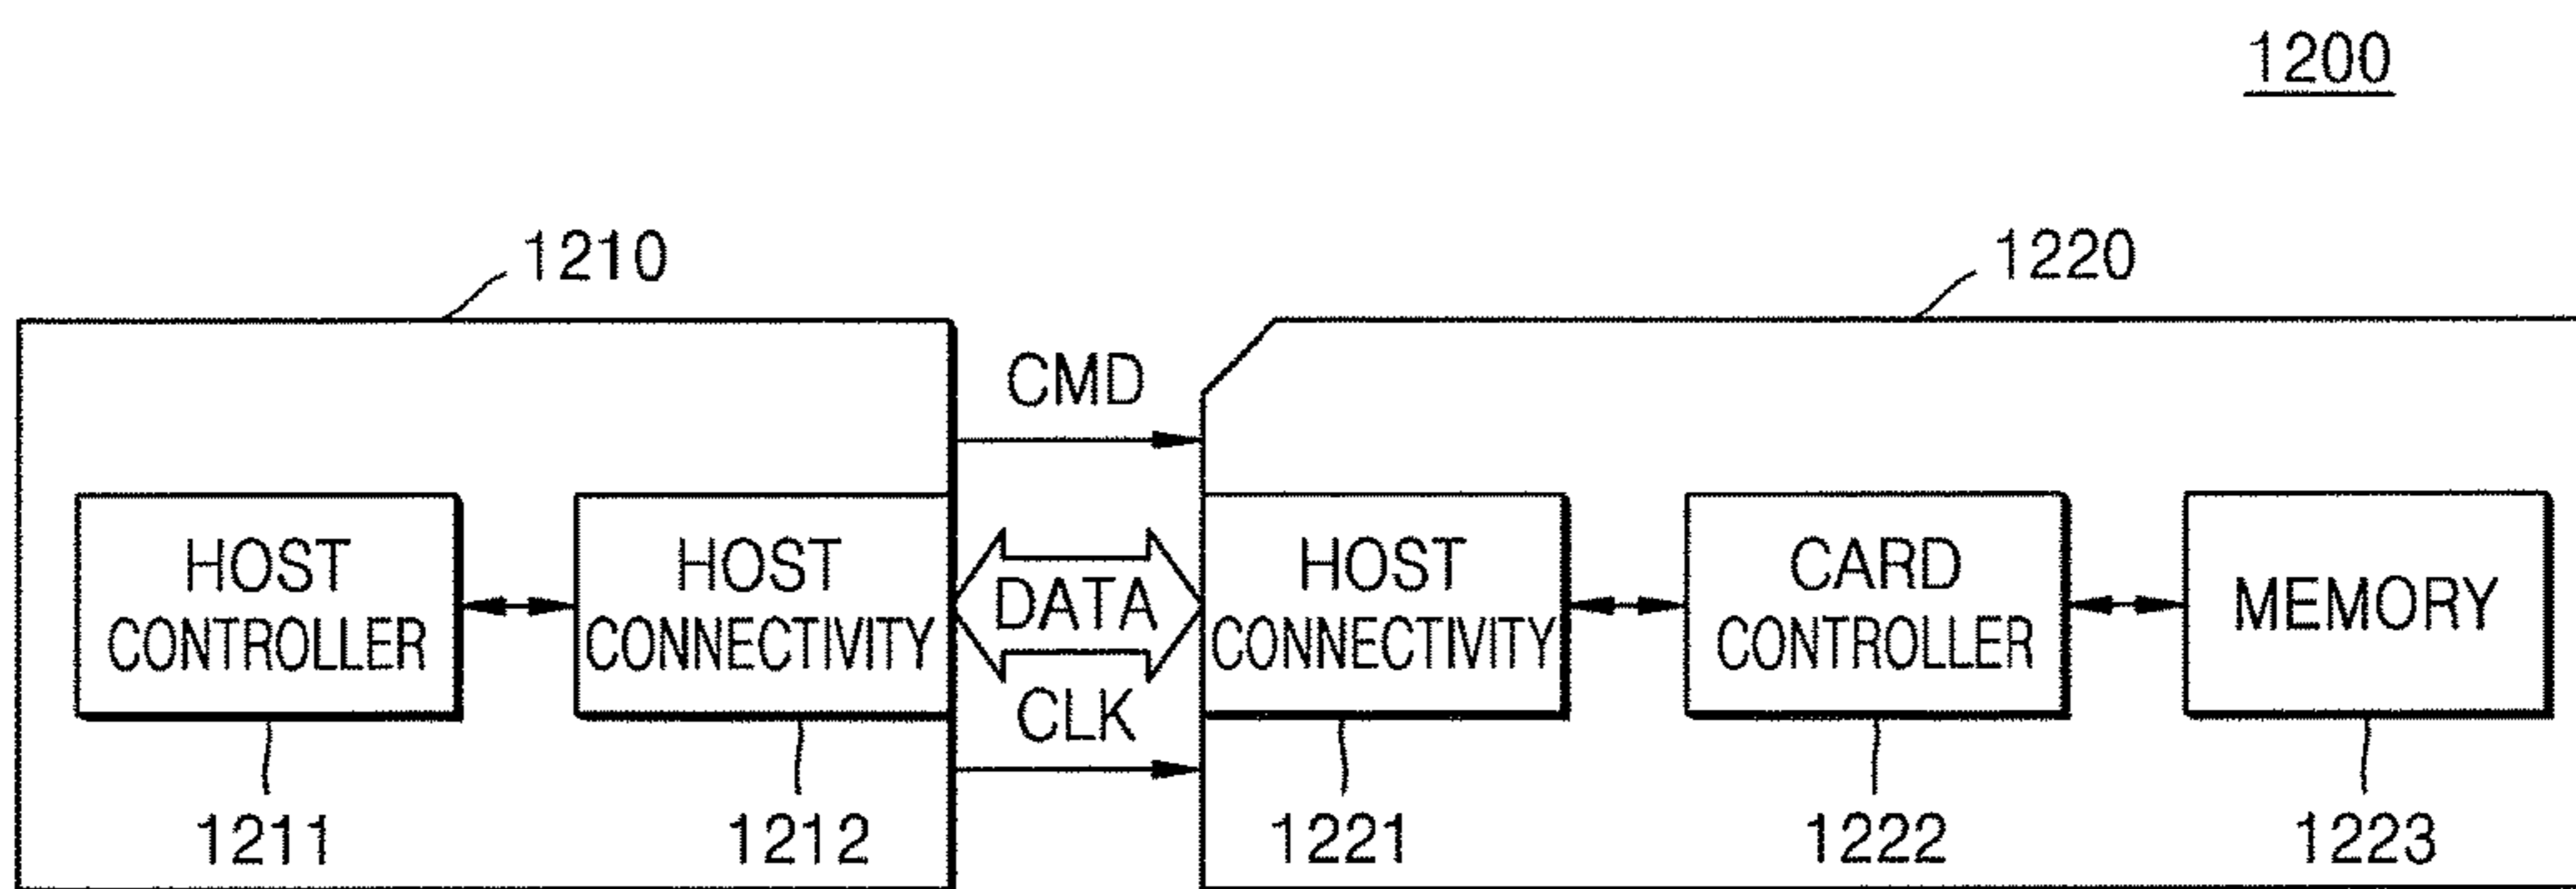 1200
1210
1220
CMD
HOST
CONTROLLER
HOST
CONNECTIVITY
DATA
HOST
CONNECTIVITY
CARD
CONTROLLER
MEMORY
CLK
1211
1212
1221
1222
1223